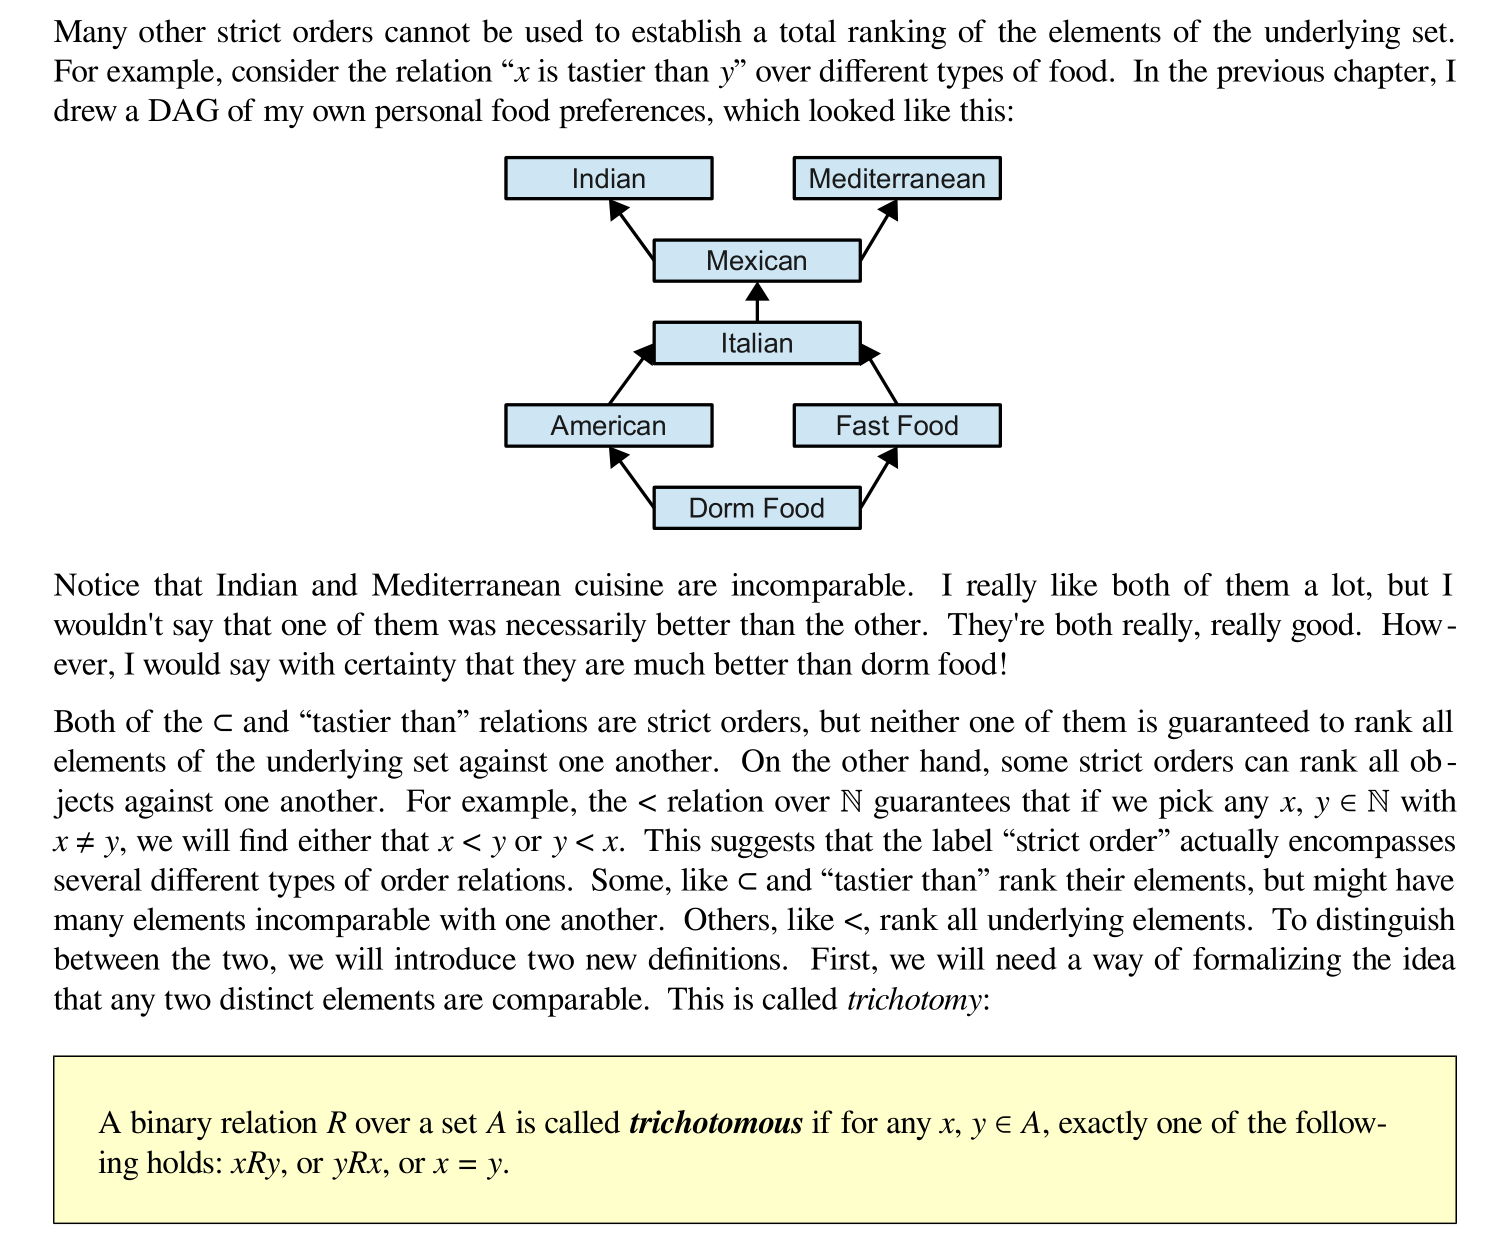 Many other strict orders cannot be used to establish a total ranking of the elements of the underlying set.
For example, consider the relation “x is tastier than y” over different types of food. In the previous chapter, I
drew a DAG of my own personal food preferences, which looked like this:
Indian
Mediterranean
Mexican
Italian
American
Fast Food
Dorm Food
Notice that Indian and Mediterranean cuisine are incomparable. I really like both of them a lot, but I
wouldn't say that one of them was necessarily better than the other. They're both really, really good. How-
ever, I would say with certainty that they are much better than dorm food!
Both of the ⊂ and “tastier than” relations are strict orders, but neither one of them is guaranteed to rank all
elements of the underlying set against one another. On the other hand, some strict orders can rank all ob-
jects against one another. For example, the < relation over ℕ guarantees that if we pick any x, y ∈ ℕ with
x ≠ y, we will find either that x < y or y < x. This suggests that the label “strict order” actually encompasses
several different types of order relations. Some, like ⊂ and “tastier than” rank their elements, but might have
many elements incomparable with one another. Others, like <, rank all underlying elements. To distinguish
between the two, we will introduce two new definitions. First, we will need a way of formalizing the idea
that any two distinct elements are comparable. This is called trichotomy:
A binary relation R over a set A is called trichotomous if for any x, y ∈ A, exactly one of the follow-
ing holds: xRy, or yRx, or x = y.